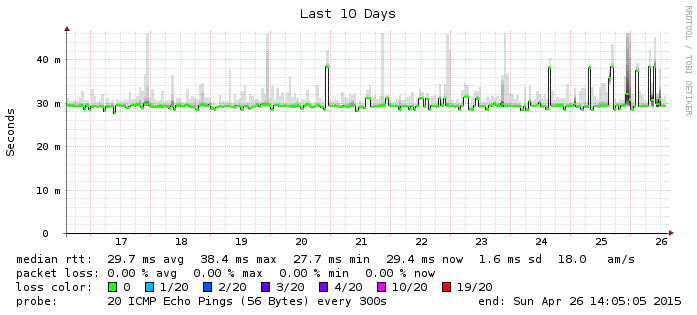 Last 10 Days
RRDTOOL / TOBI OETIKER
Seconds
40 m
30 m
20 m
10 m
0
17 18 19 20 21 22 23 24 25 26
median rtt: 29.7 ms avg 38.4 ms max 27.7 ms min 29.4 ms now 1.6 ms sd 18.0 am/s
packet loss: 0.00 % avg 0.00 % max 0.00 % min 0.00 % now
loss color: 0 1/20 2/20 3/20 4/20 10/20 19/20
probe: 20 ICMP Echo Pings (56 Bytes) every 300s end: Sun Apr 26 14:05:05 2015